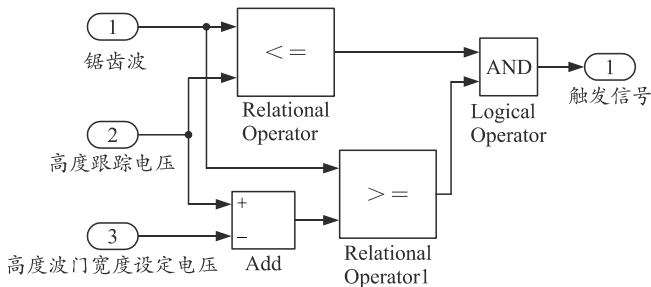 1
锯齿波
< =
Relational
Operator
AND
Logical
Operator
1
触发信号
2
高度跟踪电压
> =
Relational
Operator1
+
−
Add
3
高度波门宽度设定电压